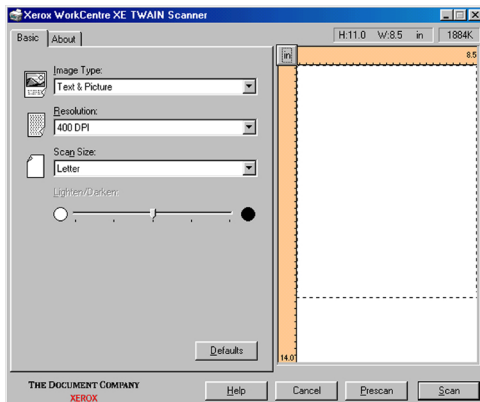 Xerox WorkCentre XE TWAIN Scanner
Basic About
H:11.0 W:8.5 in 1884K
in
8.5
Image Type:
Text & Picture
Resolution:
400 DPI
Scan Size:
Letter
Lighten/Darken:
Defaults
14.0
THE DOCUMENT COMPANY
XEROX
Help Cancel Prescan Scan